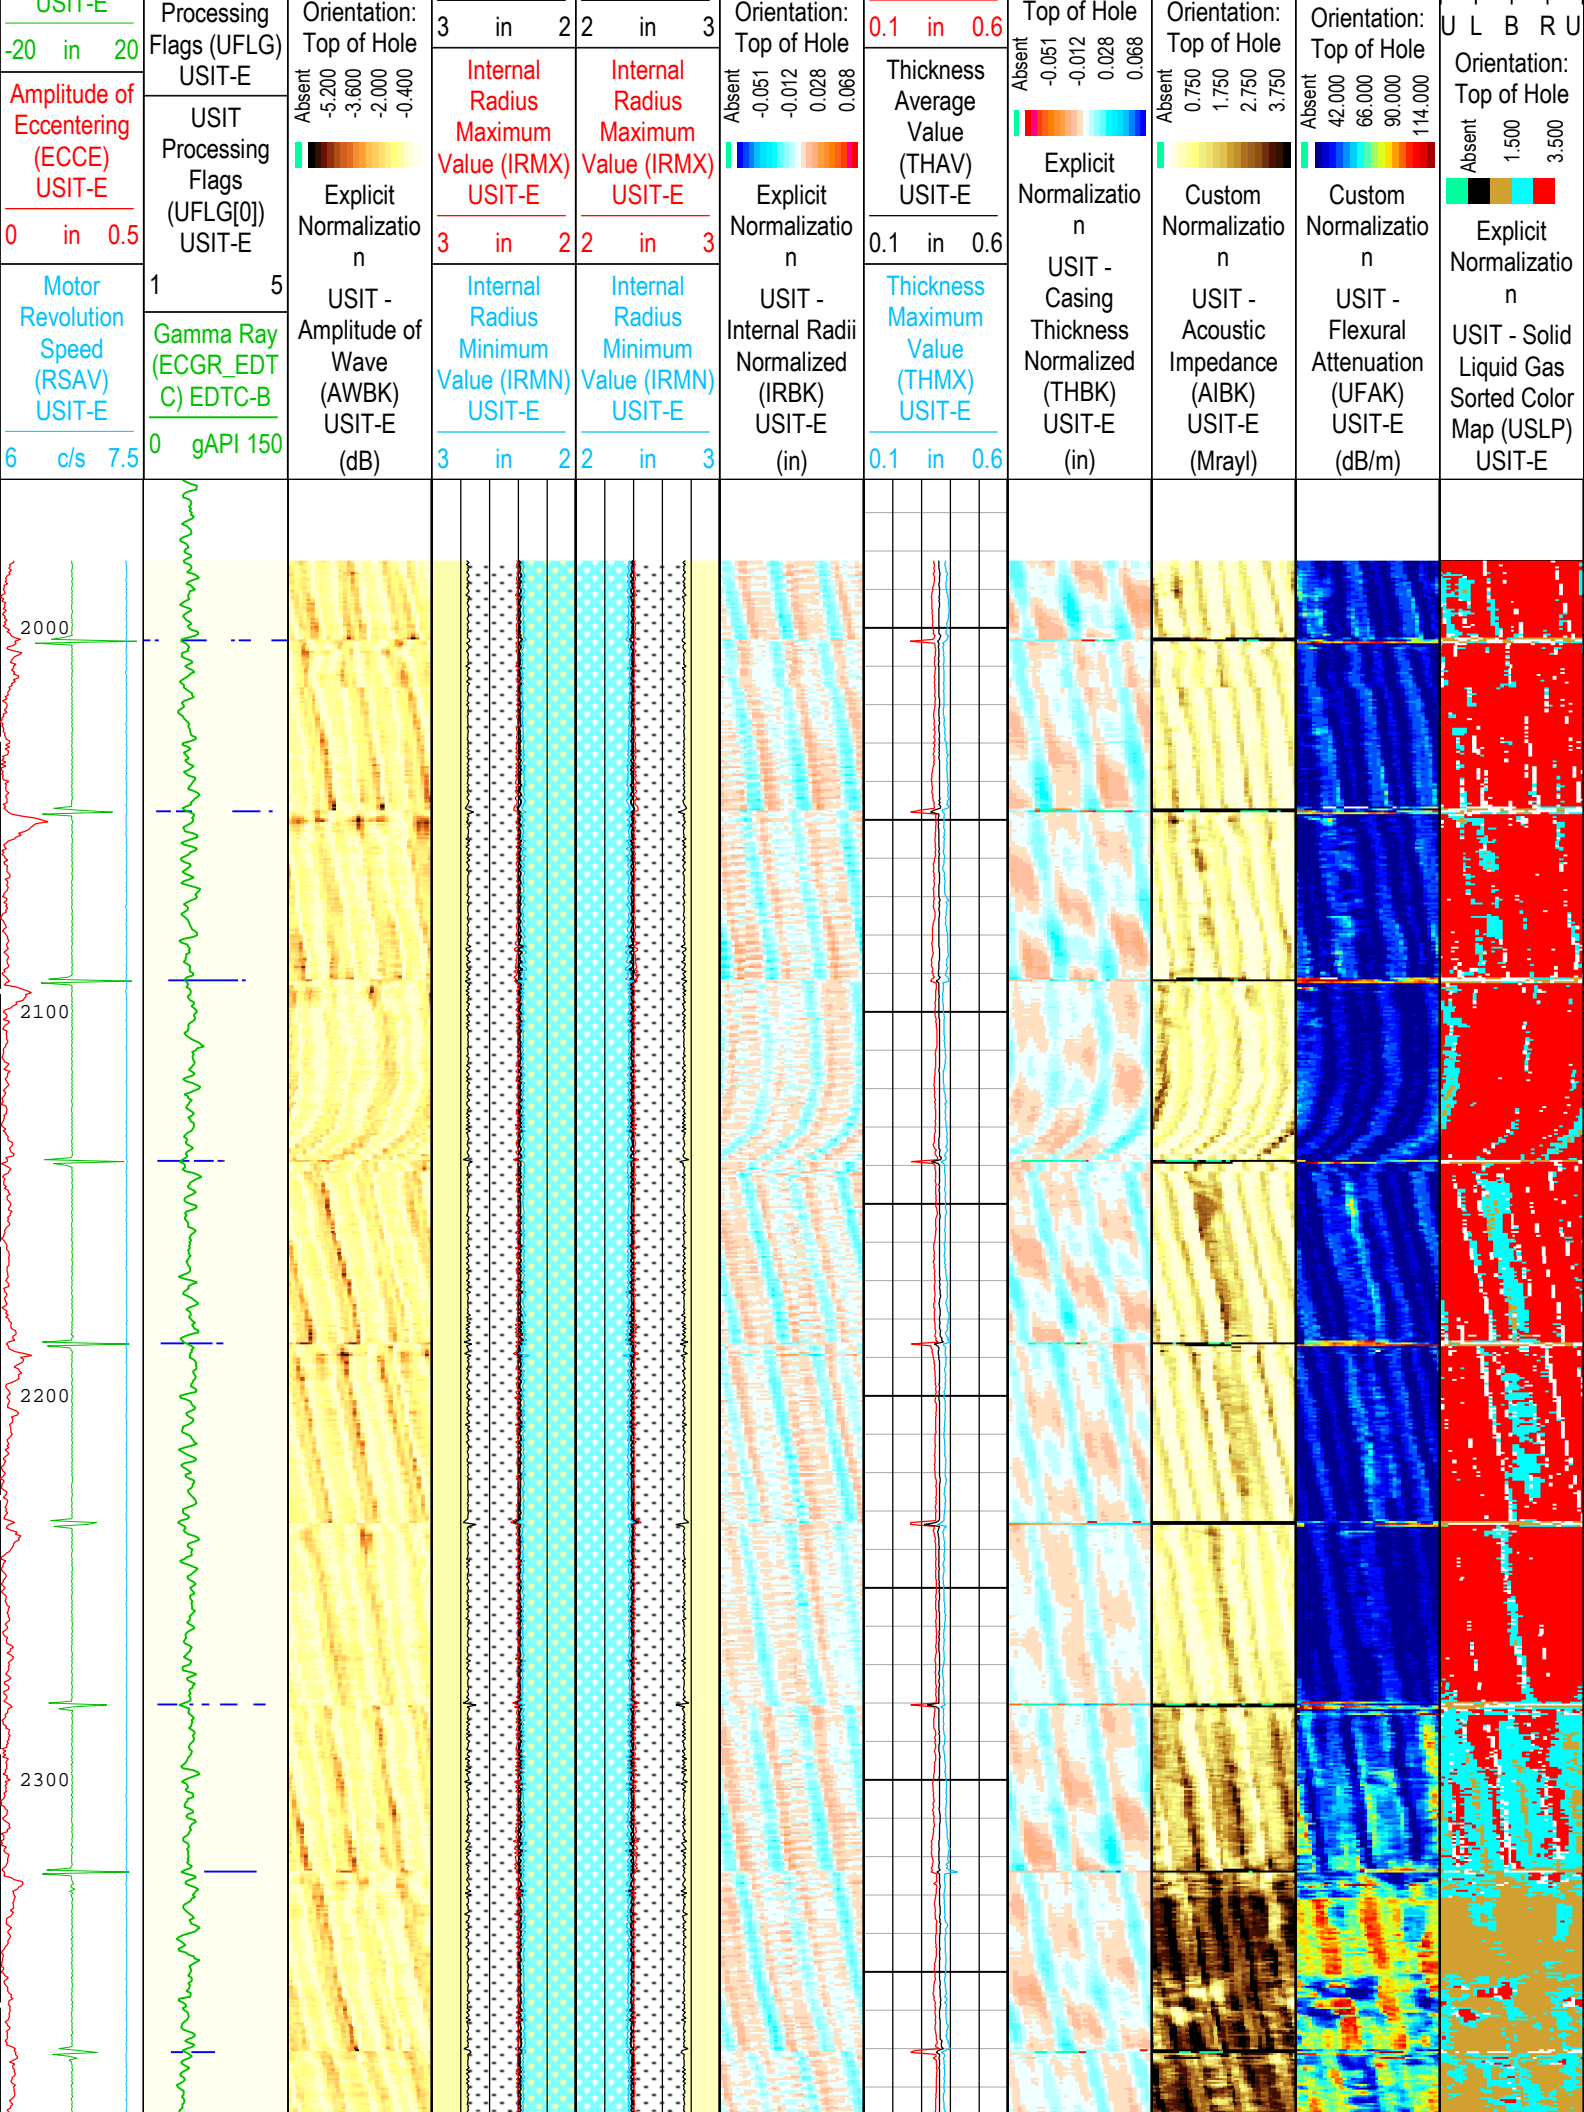 USIT-E
-20 in 20
Amplitude of
Eccentering
(ECCE)
USIT-E
0 in 0.5
Motor
Revolution
Speed
(RSAV)
USIT-E
6 c/s 7.5
Processing
Flags (UFLG)
USIT-E
USIT
Processing
Flags
(UFLG[0])
USIT-E
1 5
Gamma Ray
(ECGR_EDT
C) EDTC-B
0 gAPI 150
Orientation:
Top of Hole
Absent
-5.200
-3.600
-2.000
-0.400
Explicit
Normalizatio
n
USIT -
Amplitude of
Wave
(AWBK)
USIT-E
(dB)
3 in 2
Internal
Radius
Maximum
Value (IRMX)
USIT-E
3 in 2
Internal
Radius
Minimum
Value (IRMN)
USIT-E
3 in 2
2 in 3
Internal
Radius
Maximum
Value (IRMX)
USIT-E
2 in 3
Internal
Radius
Minimum
Value (IRMN)
USIT-E
2 in 3
Orientation:
Top of Hole
Absent
-0.051
-0.012
0.028
0.068
Explicit
Normalizatio
n
USIT -
Internal Radii
Normalized
(IRBK)
USIT-E
(in)
0.1 in 0.6
Thickness
Average
Value
(THAV)
USIT-E
0.1 in 0.6
Thickness
Maximum
Value
(THMX)
USIT-E
0.1 in 0.6
Top of Hole
Absent
-0.051
-0.012
0.028
0.068
Explicit
Normalizatio
n
USIT -
Casing
Thickness
Normalized
(THBK)
USIT-E
(in)
Orientation:
Top of Hole
Absent
0.750
1.750
2.750
3.750
Custom
Normalizatio
n
USIT -
Acoustic
Impedance
(AIBK)
USIT-E
(Mrayl)
Orientation:
Top of Hole
Absent
42.000
66.000
90.000
114.000
Custom
Normalizatio
n
USIT -
Flexural
Attenuation
(UFAK)
USIT-E
(dB/m)
U L B R U
Orientation:
Top of Hole
Absent
1.500
3.500
Explicit
Normalizatio
n
USIT - Solid
Liquid Gas
Sorted Color
Map (USLP)
USIT-E
2000
2100
2200
2300